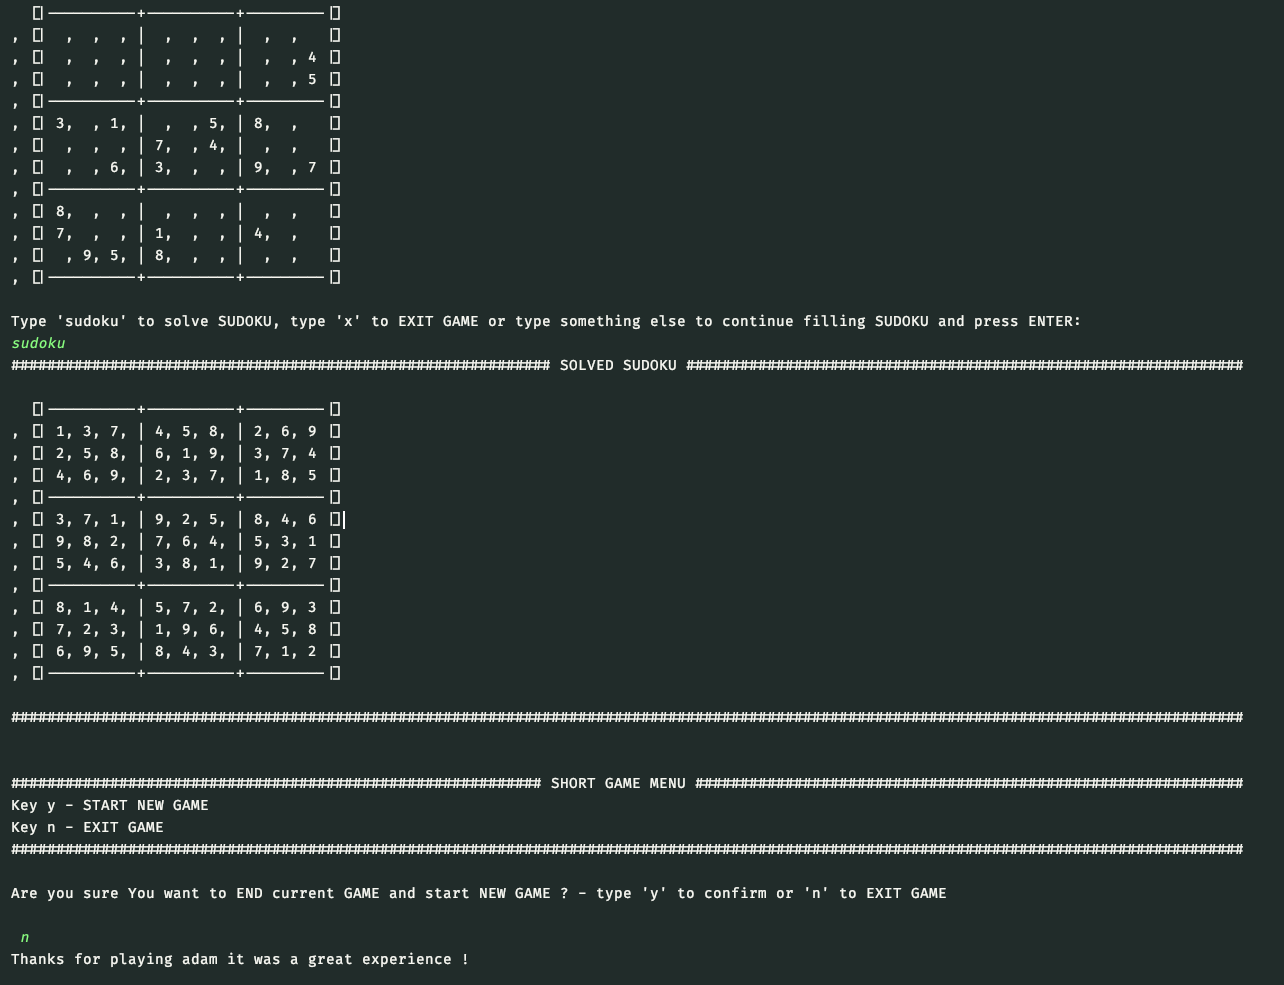 []|----------+----------+---------|[]
, [] , , , | , , , | , , []
, [] , , , | , , , | , , 4 []
, [] , , , | , , , | , , 5 []
, []|----------+----------+---------|[]
, [] 3, , 1, | , , 5, | 8, , []
, [] , , , | 7, , 4, | , , []
, [] , , 6, | 3, , , | 9, , 7 []
, []|----------+----------+---------|[]
, [] 8, , , | , , , | , , []
, [] 7, , , | 1, , , | 4, , []
, [] , 9, 5, | 8, , , | , , []
, []|----------+----------+---------|[]
Type 'sudoku' to solve SUDOKU, type 'x' to EXIT GAME or type something else to continue filling SUDOKU and press ENTER:
sudoku
############################################################ SOLVED SUDOKU ##############################################################
[]|----------+----------+---------|[]
, [] 1, 3, 7, | 4, 5, 8, | 2, 6, 9 []
, [] 2, 5, 8, | 6, 1, 9, | 3, 7, 4 []
, [] 4, 6, 9, | 2, 3, 7, | 1, 8, 5 []
, []|----------+----------+---------|[]
, [] 3, 7, 1, | 9, 2, 5, | 8, 4, 6 []
, [] 9, 8, 2, | 7, 6, 4, | 5, 3, 1 []
, [] 5, 4, 6, | 3, 8, 1, | 9, 2, 7 []
, []|----------+----------+---------|[]
, [] 8, 1, 4, | 5, 7, 2, | 6, 9, 3 []
, [] 7, 2, 3, | 1, 9, 6, | 4, 5, 8 []
, [] 6, 9, 5, | 8, 4, 3, | 7, 1, 2 []
, []|----------+----------+---------|[]
#########################################################################################################################################
########################################################### SHORT GAME MENU #############################################################
Key y - START NEW GAME
Key n - EXIT GAME
#########################################################################################################################################
Are you sure You want to END current GAME and start NEW GAME ? - type 'y' to confirm or 'n' to EXIT GAME
n
Thanks for playing adam it was a great experience !